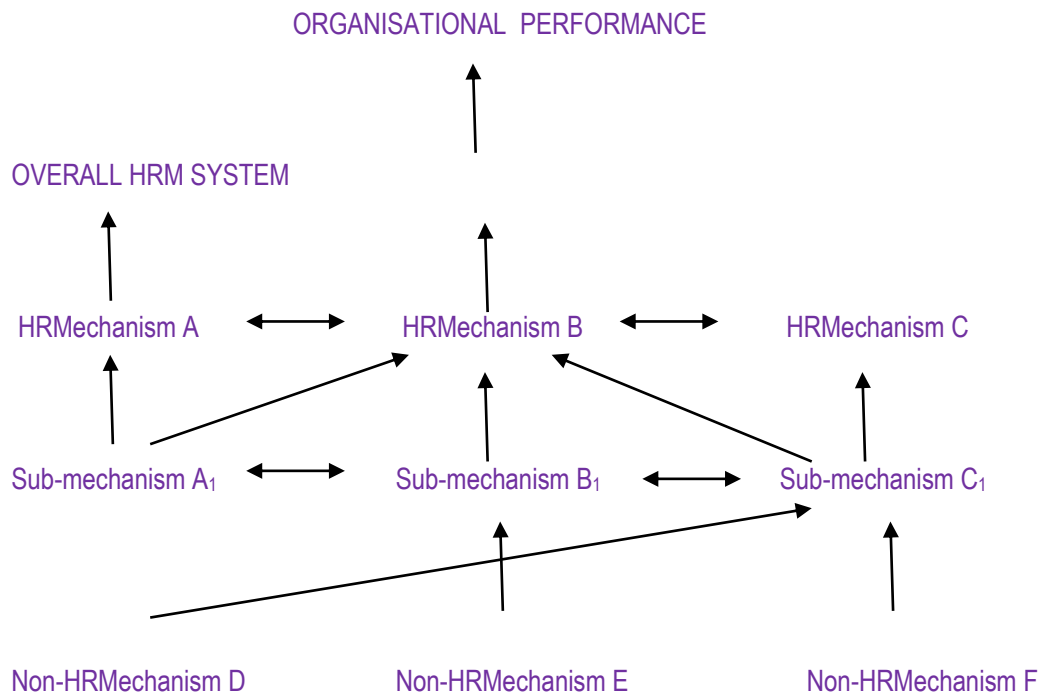 ORGANISATIONAL PERFORMANCE
OVERALL HRM SYSTEM
HRMechanism A
HRMechanism B
HRMechanism C
Sub-mechanism A₁
Sub-mechanism B₁
Sub-mechanism C₁
Non-HRMechanism D
Non-HRMechanism E
Non-HRMechanism F